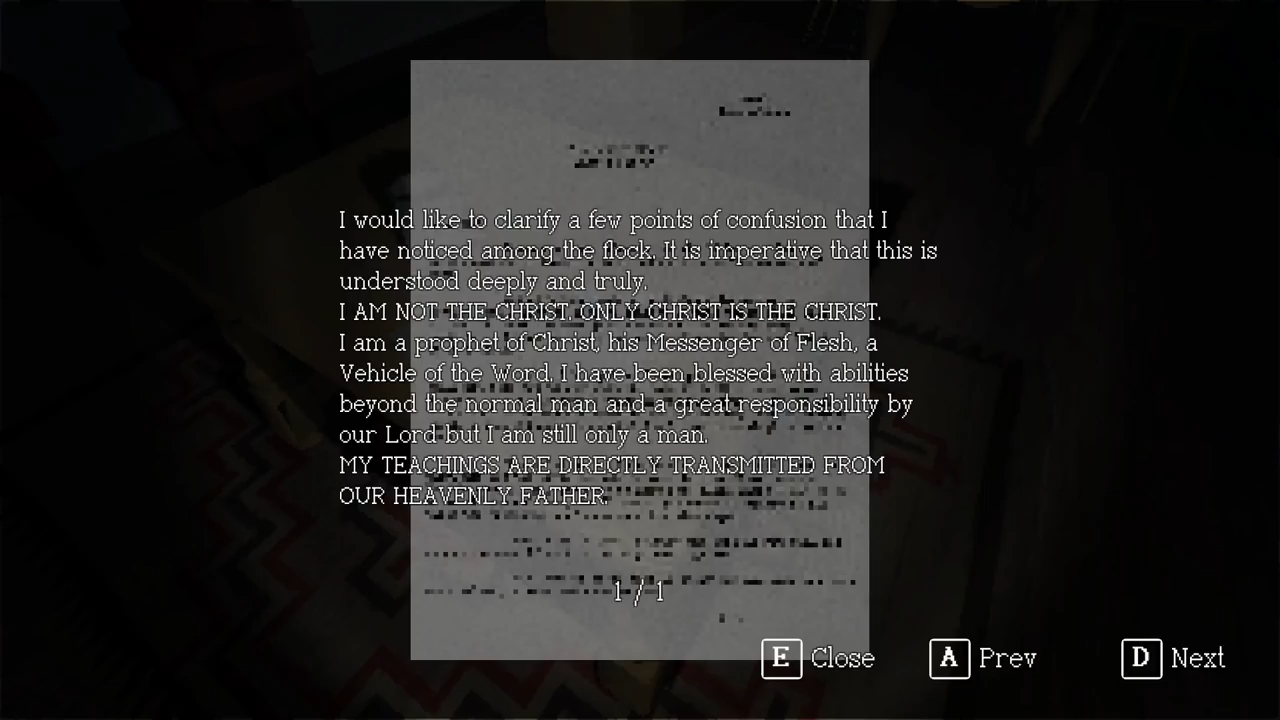 I would like to clarify a few points of confusion that I
have noticed among the flock. It is imperative that this is
understood deeply and truly.
I AM NOT THE CHRIST. ONLY CHRIST IS THE CHRIST.
I am a prophet of Christ, his Messenger of Flesh, a
Vehicle of the Word. I have been blessed with abilities
beyond the normal man and a great responsibility by
our Lord but I am still only a man.
MY TEACHINGS ARE DIRECTLY TRANSMITTED FROM
OUR HEAVENLY FATHER.
1 / 1
E Close A Prev D Next